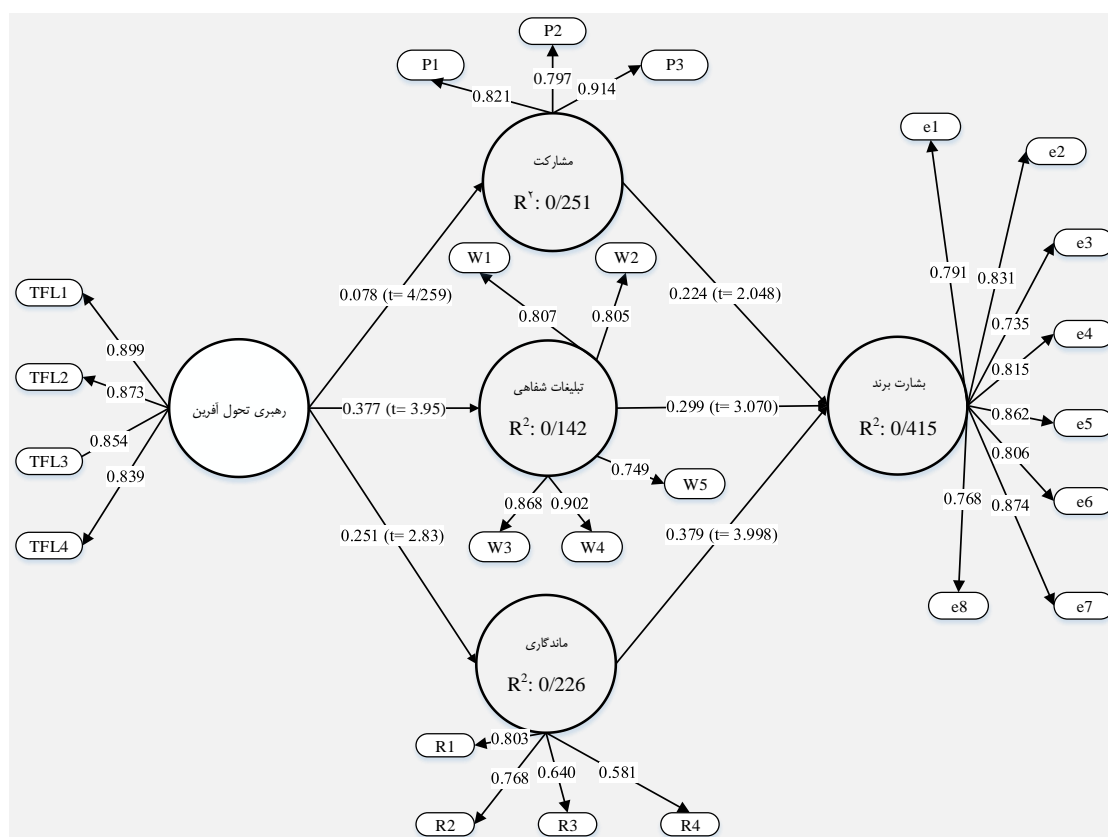 P2
P1
P3
0.797
0.821
0.914
e1
e2
مشارکت
R۲: 0/251
W1
W2
e3
0.791
0.831
TFL1
0.078 (t= 4/259)
0.224 (t= 2.048)
0.807
0.805
0.735
e4
0.899
0.815
TFL2
0.873
تبلیغات شفاهی
بشارت برند
رهبری تحول آفرین
0.377 (t= 3.95)
0.299 (t= 3.070)
0.862
e5
R2: 0/142
R2: 0/415
0.854
TFL3
0.839
0.806
0.749
W5
0.768
0.874
e6
0.868
0.902
0.251 (t= 2.83)
0.379 (t= 3.998)
TFL4
W3
W4
e8
e7
ماندگاری
R2: 0/226
R1
0.803
0.768
0.640
0.581
R2
R3
R4